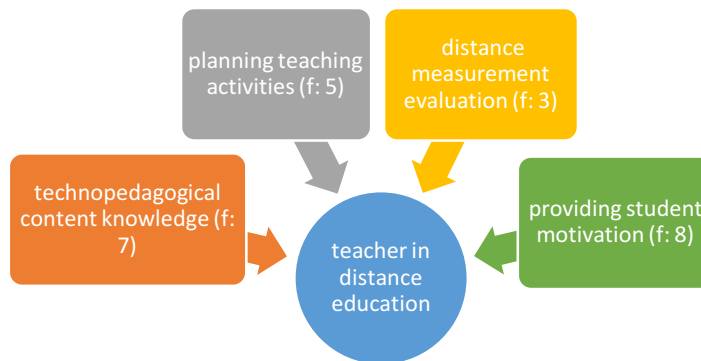 planning teaching
activities (f: 5)
distance
measurement
evaluation (f: 3)
technopedagogical
content knowledge (f:
7)
providing student
motivation (f: 8)
teacher in
distance
education